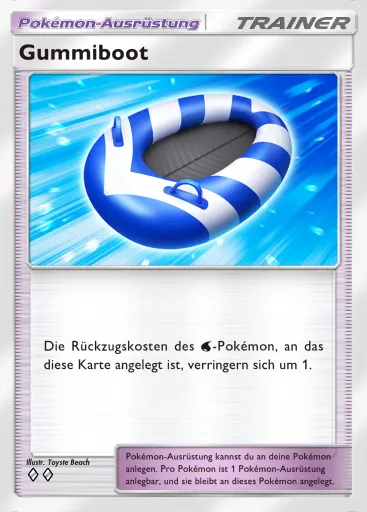 Pokémon-Ausrüstung TRAINER
Gummiboot
Die Rückzugskosten des -Pokémon, an das
diese Karte angelegt ist, verringern sich um 1.
Illustr. Toyste Beach
Pokémon-Ausrüstung kannst du an deine Pokémon
anlegen. Pro Pokémon ist 1 Pokémon-Ausrüstung
anlegbar, und sie bleibt an dieses Pokémon angelegt.